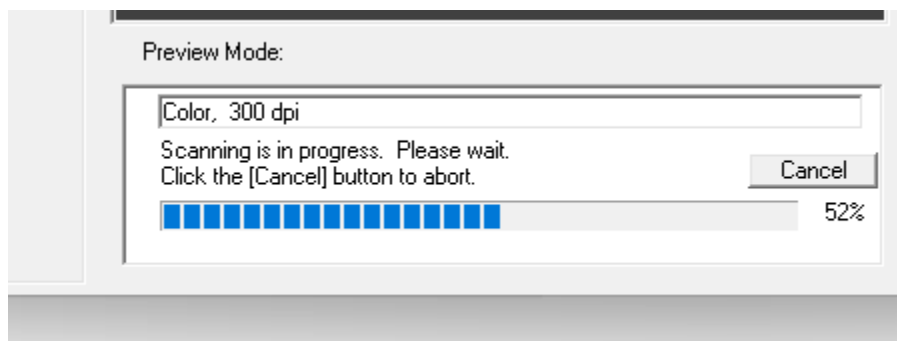 Preview Mode:
Color,  300 dpi
Scanning is in progress.  Please wait.
Click the [Cancel] button to abort.
Cancel
52%